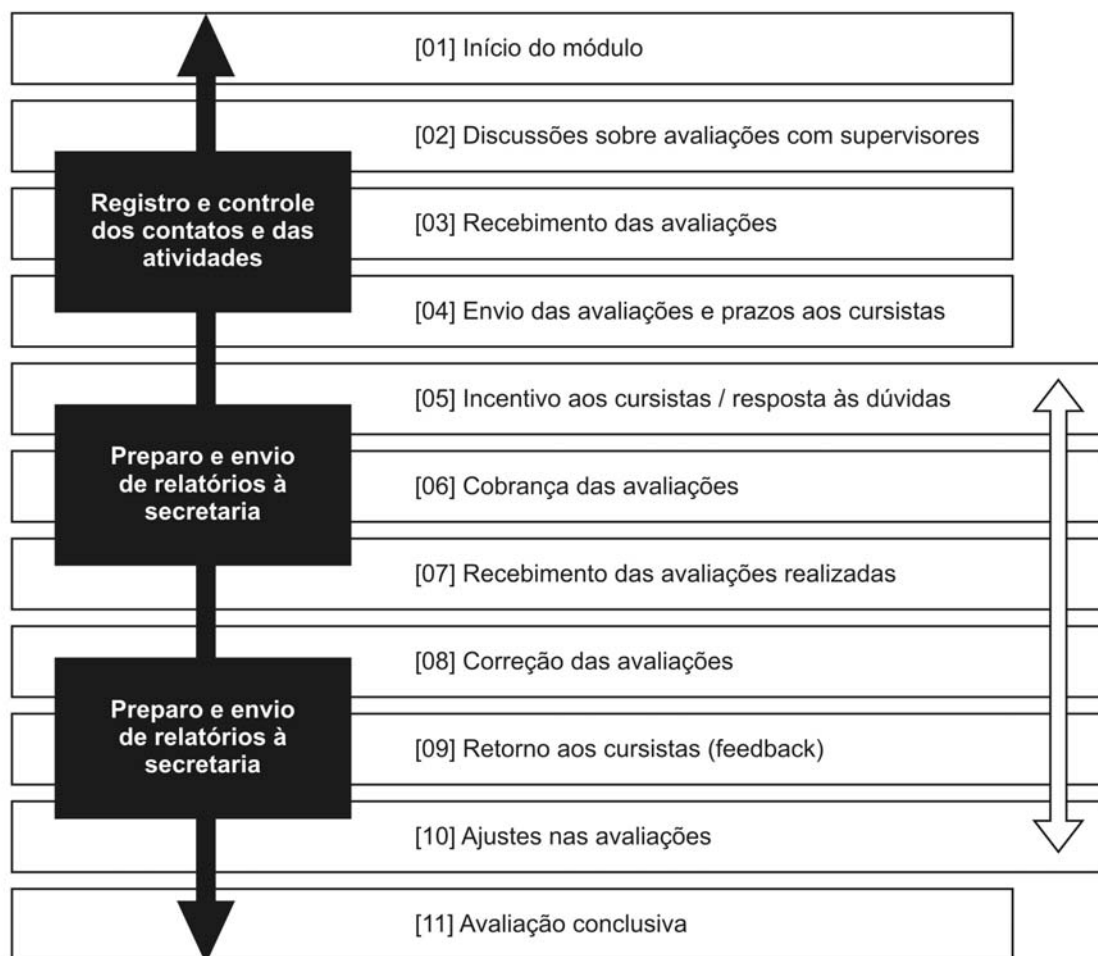 [01] Início do módulo
[02] Discussões sobre avaliações com supervisores
Registro e controle
dos contatos e das
atividades
[03] Recebimento das avaliações
[04] Envio das avaliações e prazos aos cursistas
[05] Incentivo aos cursistas / resposta às dúvidas
Preparo e envio
de relatórios à
secretaria
[06] Cobrança das avaliações
[07] Recebimento das avaliações realizadas
[08] Correção das avaliações
Preparo e envio
de relatórios à
secretaria
[09] Retorno aos cursistas (feedback)
[10] Ajustes nas avaliações
[11] Avaliação conclusiva